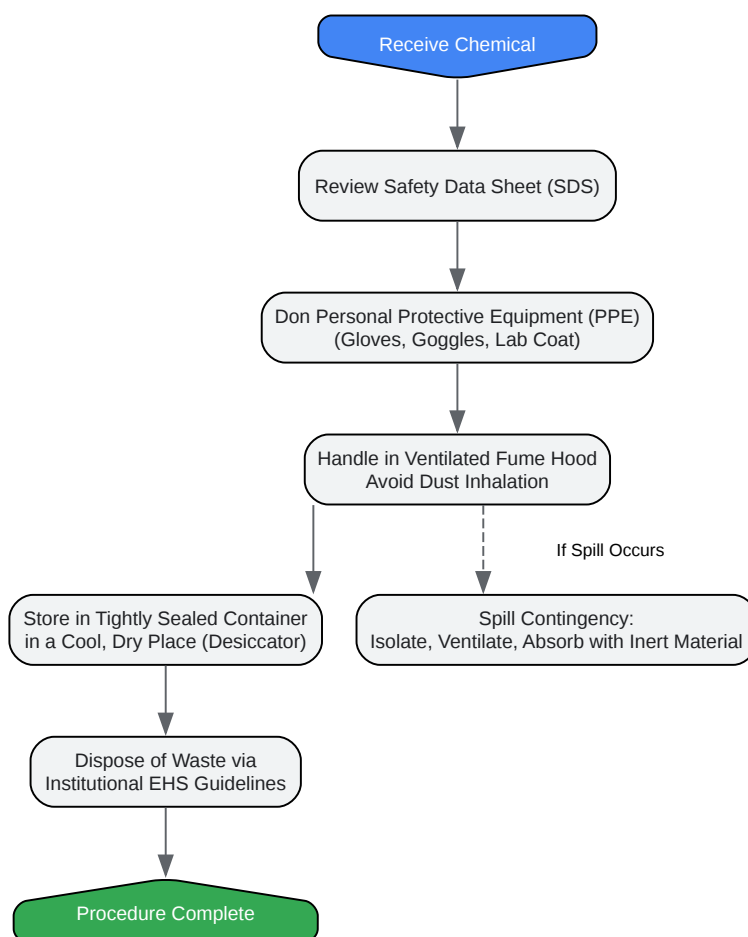 Receive Chemical
Review Safety Data Sheet (SDS)
Don Personal Protective Equipment (PPE)
(Gloves, Goggles, Lab Coat)
Handle in Ventilated Fume Hood
Avoid Dust Inhalation
If Spill Occurs
Store in Tightly Sealed Container
in a Cool, Dry Place (Desiccator)
Spill Contingency:
Isolate, Ventilate, Absorb with Inert Material
Dispose of Waste via
Institutional EHS Guidelines
Procedure Complete